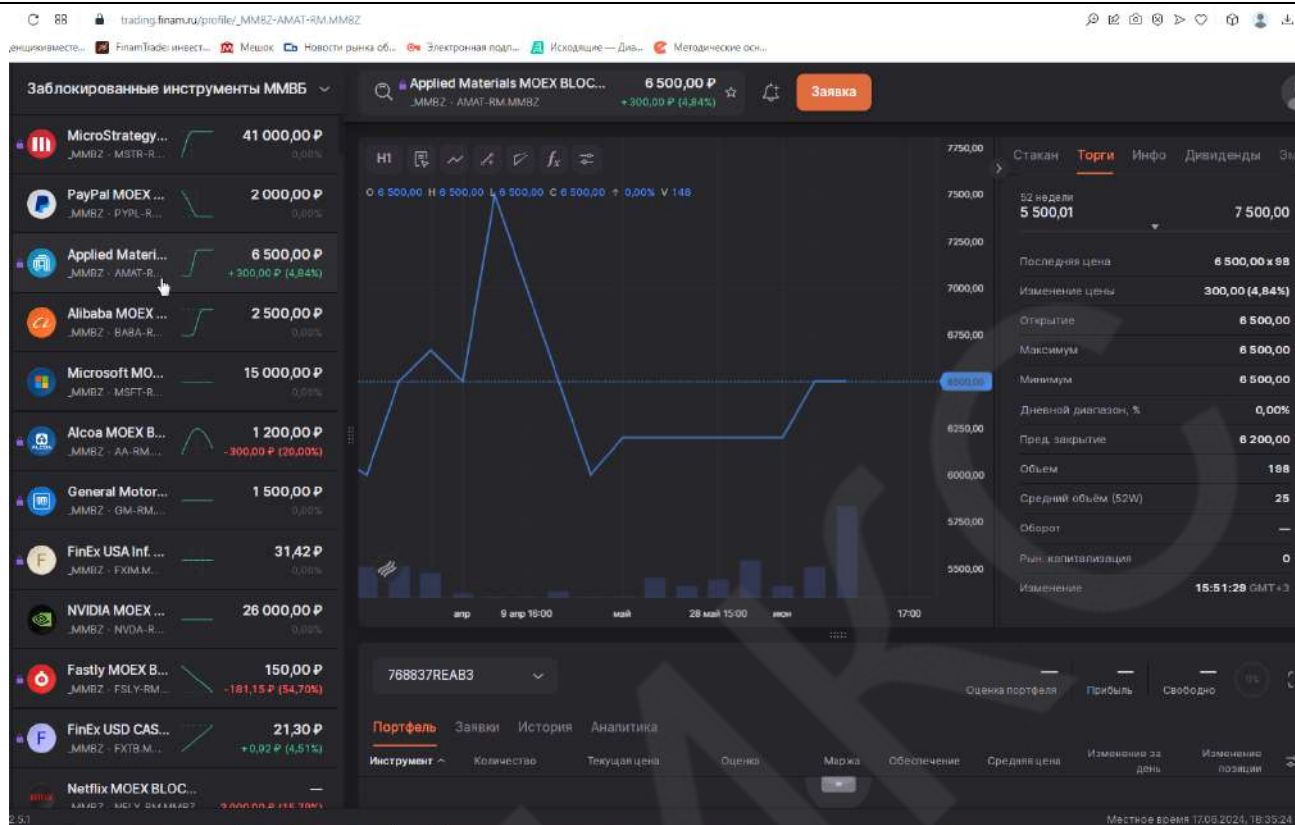 trading.finam.ru/profile/_MMBZ-AMAT-RM.MMBZ
енщикивместе... FinamTrade: инвест... Мешок Новости рынка об... Электронная подп... Исходящие — Диа... Методические осн...
Заблокированные инструменты ММВБ
Applied Materials MOEX BLOC... 6 500,00 ₽
_MMBZ · AMAT-RM.MMBZ +300,00 ₽ (4,84%)
Заявка
MicroStrategy... 41 000,00 ₽
_MMBZ · MSTR-R... 0,00%
PayPal MOEX ... 2 000,00 ₽
_MMBZ · PYPL-R... 0,00%
Applied Materi... 6 500,00 ₽
_MMBZ · AMAT-R... +300,00 ₽ (4,84%)
Alibaba MOEX ... 2 500,00 ₽
_MMBZ · BABA-R... 0,00%
Microsoft MO... 15 000,00 ₽
_MMBZ · MSFT-R... 0,00%
Alcoa MOEX B... 1 200,00 ₽
_MMBZ · AA-RM.... -300,00 ₽ (20,00%)
General Motor... 1 500,00 ₽
_MMBZ · GM-RM.... 0,00%
FinEx USA Inf. ... 31,42 ₽
_MMBZ · FXIM.M... 0,00%
NVIDIA MOEX ... 26 000,00 ₽
_MMBZ · NVDA-R... 0,00%
Fastly MOEX B... 150,00 ₽
_MMBZ · FSLY-RM... -181,15 ₽ (54,70%)
FinEx USD CAS... 21,30 ₽
_MMBZ · FXTB.M... +0,92 ₽ (4,51%)
Netflix MOEX BLOC... —
2.5.1
H1
O 6 500,00 H 6 500,00 L 6 500,00 C 6 500,00 ↑ 0,00% V 148
7750,00
7500,00
7250,00
7000,00
6750,00
6500,00
6250,00
6000,00
5750,00
5500,00
апр 9 апр 16:00 май 28 май 15:00 июн 17:00
Стакан Торги Инфо Дивиденды
52 недели
5 500,01 7 500,00
Последняя цена 6 500,00 x 98
Изменение цены 300,00 (4,84%)
Открытие 6 500,00
Максимум 6 500,00
Минимум 6 500,00
Дневной диапазон, % 0,00%
Пред. закрытие 6 200,00
Объем 198
Средний объём (52W) 25
Оборот —
Рын. капитализация 0
Изменение 15:51:29 GMT+3
768837REAB3
— — — 0%
Оценка портфеля Прибыль Свободно
Портфель Заявки История Аналитика
Инструмент Количество Текущая цена Оценка Маржа Обеспечение Средняя цена Изменение за день Изменение позиции
Местное время 17.06.2024, 18:35:24